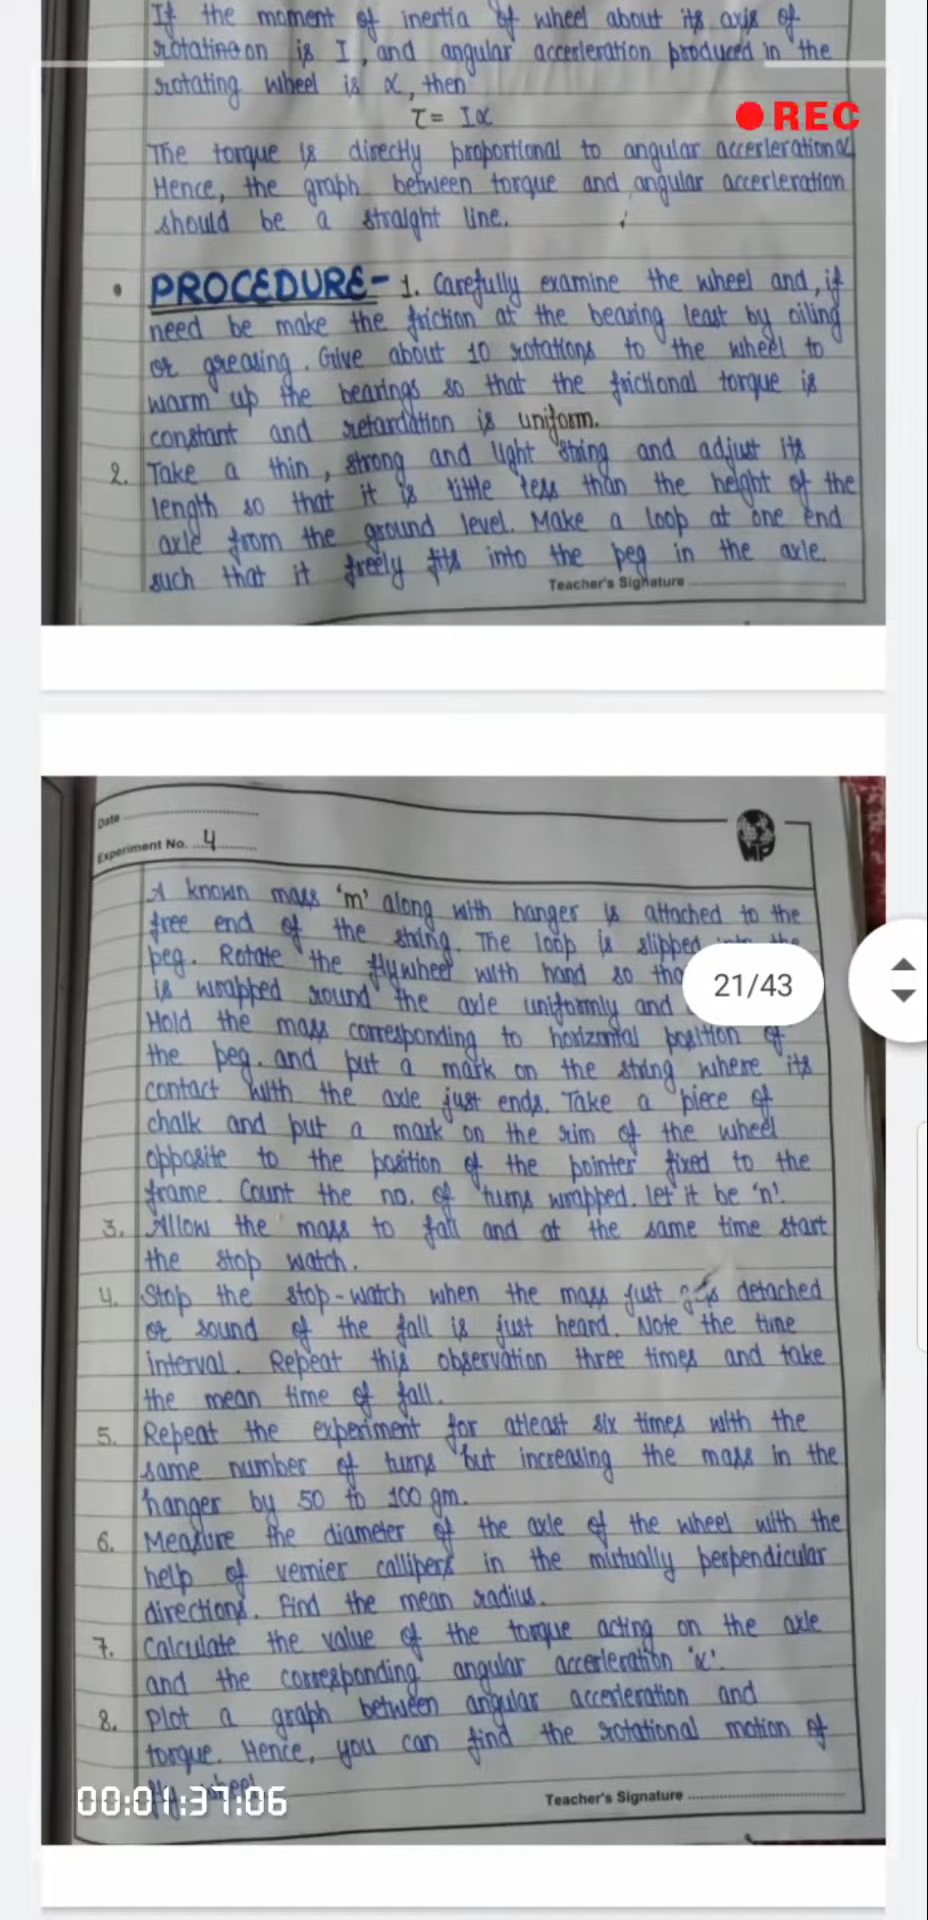 If the moment of inertia of wheel about its axis of
rotation is I, and angular accerleration produced in the
rotating wheel is α, then
τ = Iα
REC
The torque is directly proportional to angular accerleration α
Hence, the graph between torque and angular accerleration
should be a straight line.
• PROCEDURE- 1. Carefully examine the wheel and, if
need be make the friction at the bearing least by oiling
or greasing. Give about 10 rotations to the wheel to
warm up the bearings so that the frictional torque is
constant and retardation is uniform.
2. Take a thin, strong and light string and adjust its
length so that it is little less than the height of the
axle from the ground level. Make a loop at one end
such that it freely fits into the peg in the axle.
Teacher's Signature
Date
Experiment No. 4
A known mass 'm' along with hanger is attached to the
free end of the string. The loop is slipped into the
peg. Rotate the flywheel with hand so
21/43
is wrapped round the axle uniformly and
Hold the mass corresponding to horizontal position of
the peg. and put a mark on the string where its
contact with the axle just ends. Take a piece of
chalk and put a mark on the rim of the wheel
opposite to the position of the pointer fixed to the
frame. Count the no. of turns wrapped. let it be 'n'.
3. Allow the mass to fall and at the same time start
the stop watch.
4. Stop the stop-watch when the mass just gets detached
or sound of the fall is just heard. Note the time
interval. Repeat this observation three times and take
the mean time of fall.
5. Repeat the experiment for atleast six times with the
same number of turns but increasing the mass in the
hanger by 50 to 100 gm.
6. Measure the diameter of the axle of the wheel with the
help of vernier callipers in the mutually perpendicular
directions. Find the mean radius.
7. Calculate the value of the torque acting on the axle
and the corresponding angular accerleration 'α'.
8. Plot a graph between angular accerleration and
torque. Hence, you can find the rotational motion of
fly wheel
00:01:37:06
Teacher's Signature